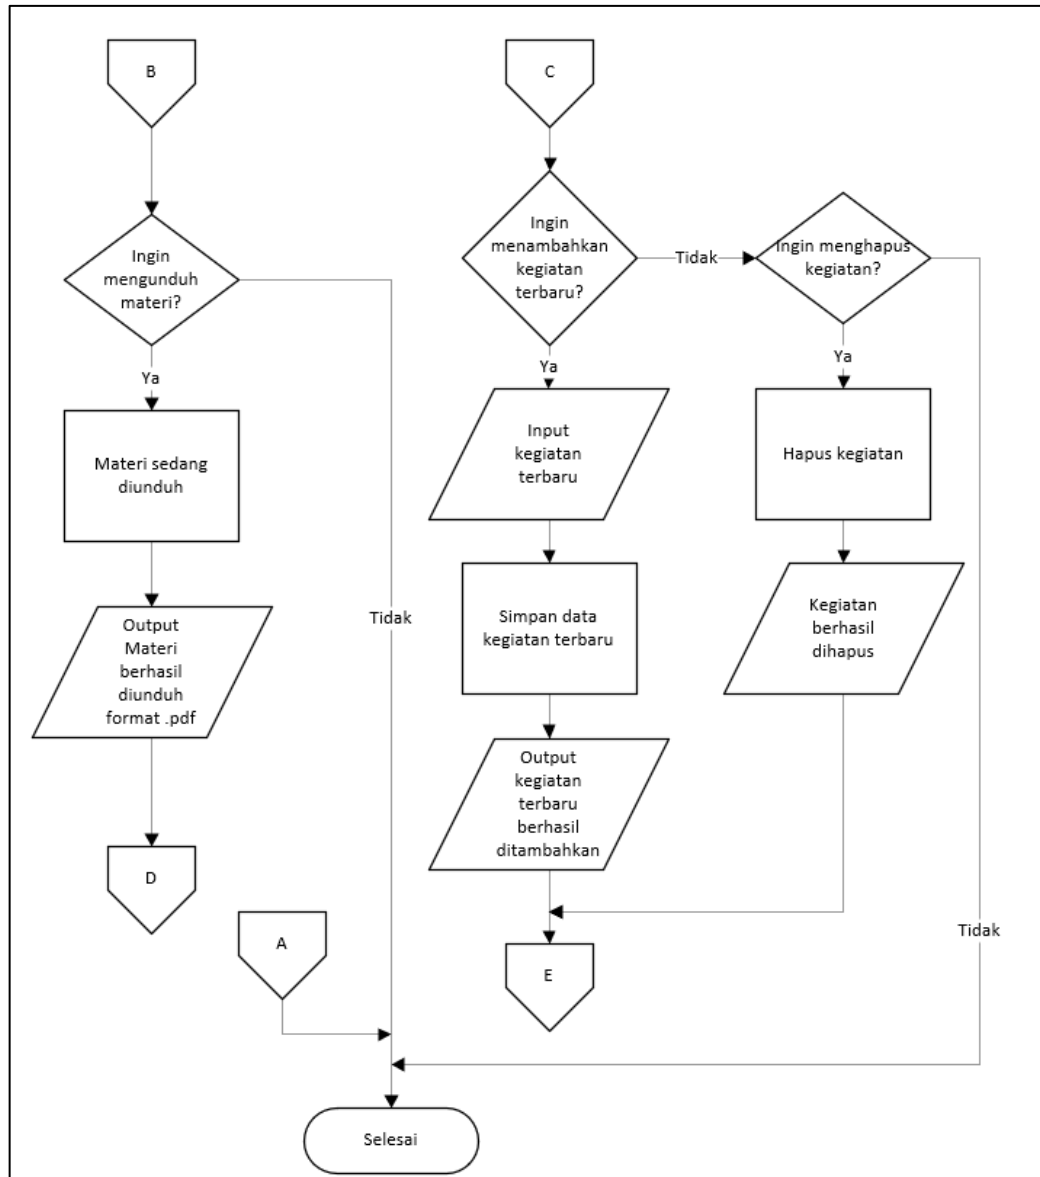 B
Ingin
mengunduh
materi?
Ya
Materi sedang
diunduh
Output
Materi
berhasil
diunduh
format .pdf
D
Tidak
A
C
Ingin
menambahkan
kegiatan
terbaru?
Tidak
Ingin menghapus
kegiatan?
Ya
Input
kegiatan
terbaru
Simpan data
kegiatan terbaru
Output
kegiatan
terbaru
berhasil
ditambahkan
E
Ya
Hapus kegiatan
Kegiatan
berhasil
dihapus
Tidak
Selesai